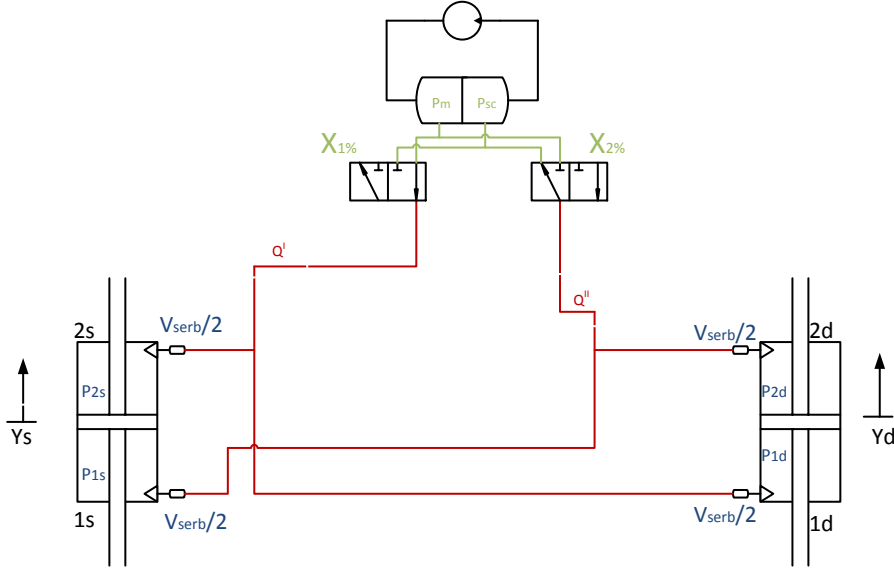 Pm Psc
X1% X2%
Q^I
Q^II
2s Vserb/2 Vserb/2 2d
P2s P2d
Ys Yd
P1s P1d
1s Vserb/2 Vserb/2 1d